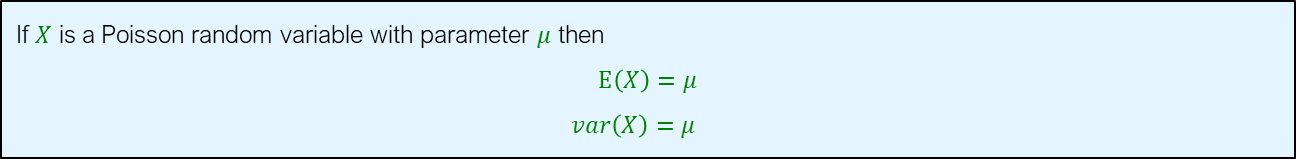 If X is a Poisson random variable with parameter μ then
E(X) = μ
var(X) = μ